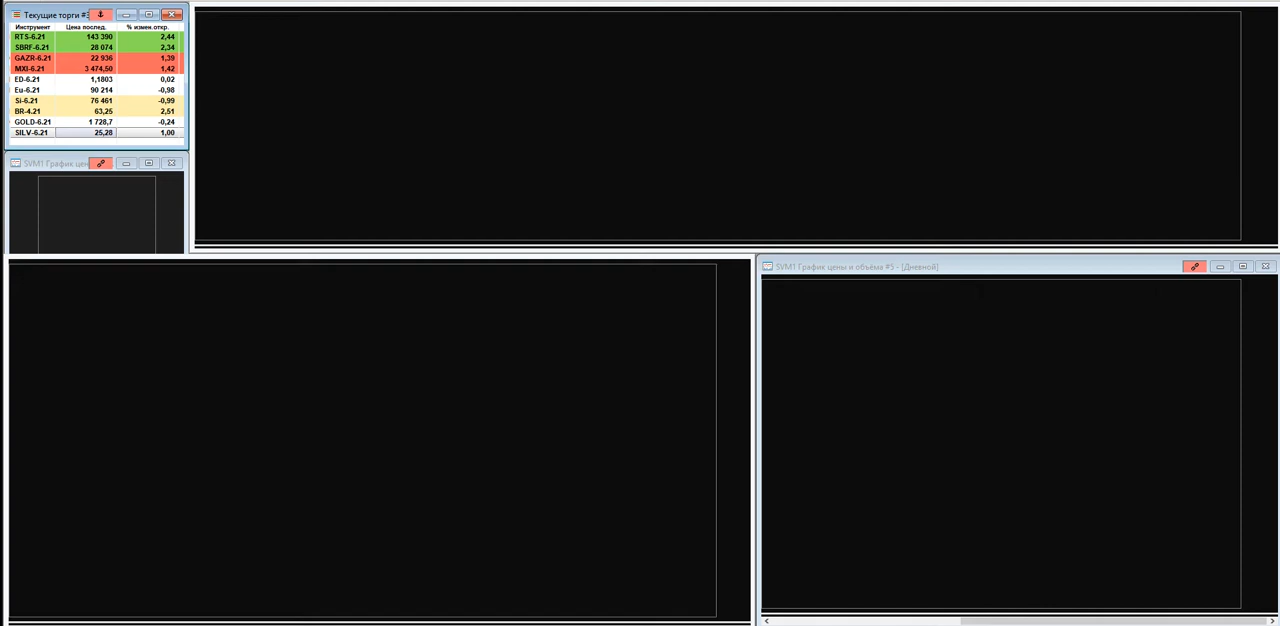 Текущие торги #3
Инструмент Цена послед. % измен.откр.
RTS-6.21 143 390 2,44
SBRF-6.21 28 074 2,34
GAZR-6.21 22 936 1,39
MXI-6.21 3 474,50 1,42
ED-6.21 1,1803 0,02
Eu-6.21 90 214 -0,98
Si-6.21 76 461 -0,99
BR-4.21 63,25 2,51
GOLD-6.21 1 728,7 -0,24
SILV-6.21 25,28 1,00
SVM1 График цен
SVM1 График цены и объёма #5 - [Дневной]